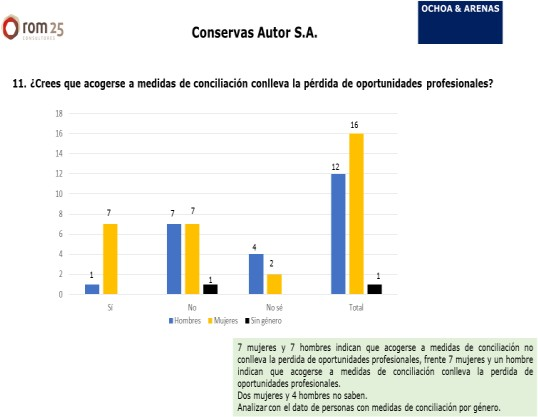 OCHOA & ARENAS
rom 25
CONSULTORES
Conservas Autor S.A.
11. ¿Crees que acogerse a medidas de conciliación conlleva la pérdida de oportunidades profesionales?
18
16
14
12
10
8
6
4
2
0
1
7
7
7
1
4
2
12
16
1
Sí
No
No sé
Total
Hombres
Mujeres
Sin género
7 mujeres y 7 hombres indican que acogerse a medidas de conciliación no
conlleva la perdida de oportunidades profesionales, frente 7 mujeres y un hombre
indican que acogerse a medidas de conciliación conlleva la perdida de
oportunidades profesionales.
Dos mujeres y 4 hombres no saben.
Analizar con el dato de personas con medidas de conciliación por género.